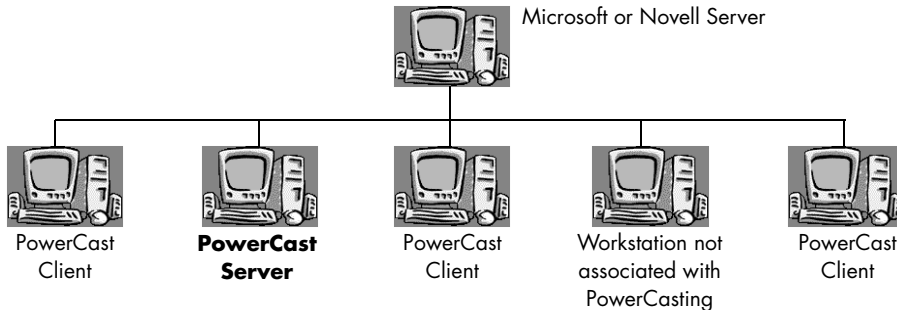 Microsoft or Novell Server
PowerCast
Client
PowerCast
Server
PowerCast
Client
Workstation not
associated with
PowerCasting
PowerCast
Client